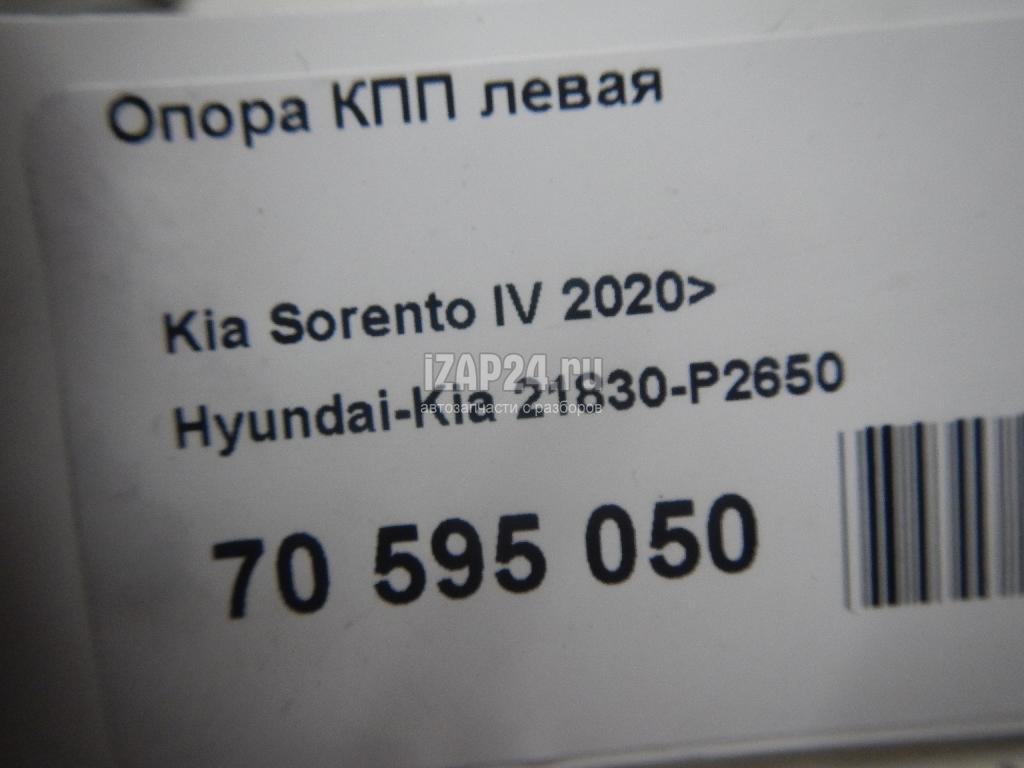 Опора КПП левая
Kia Sorento IV 2020>
iZAP24.ru
Hyundai-Kia 21830-P2650
автозапчасти с разборов
70 595 050